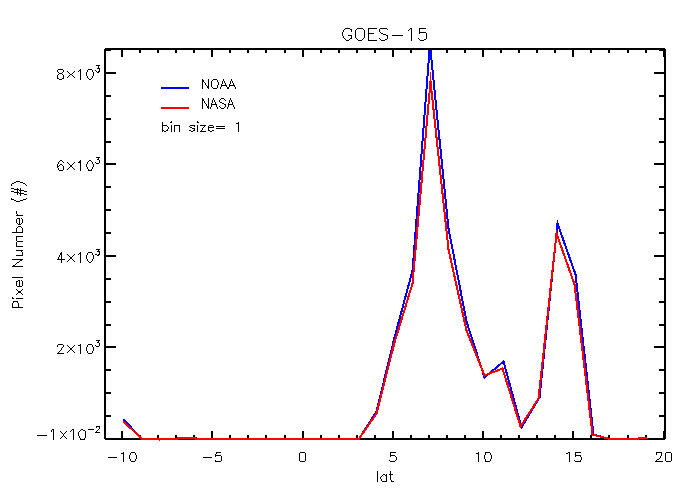 GOES-15
8×10³
6×10³
4×10³
2×10³
-1×10⁻²
Pixel Number (#)
NOAA
NASA
bin size= 1
-10 -5 0 5 10 15 20
lat